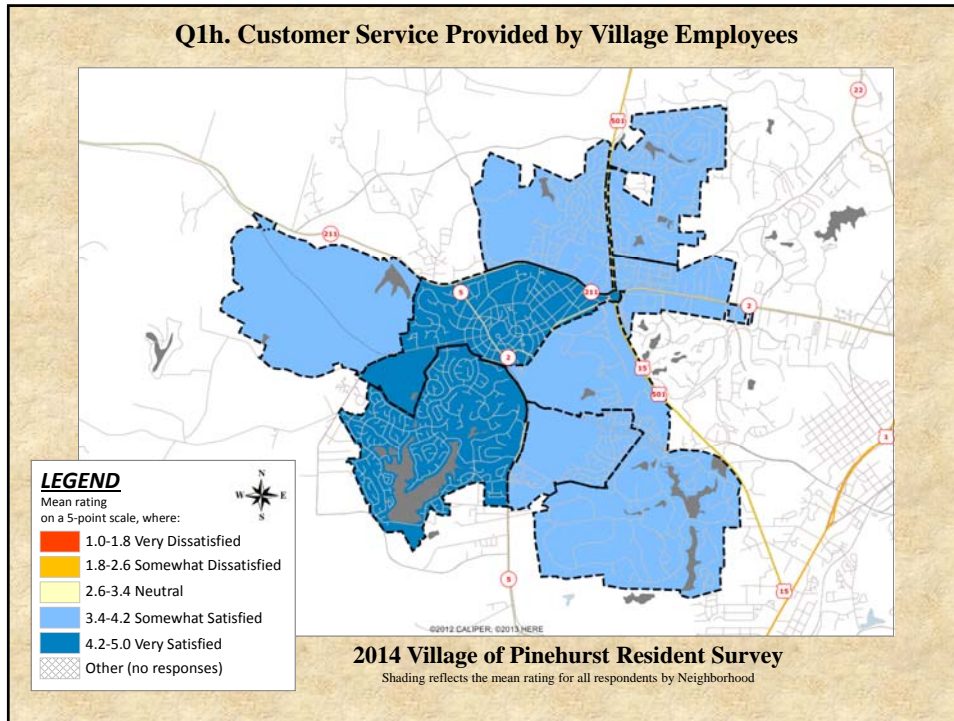 Q1h. Customer Service Provided by Village Employees
22
501
211
5
211
2
2
15
501
1
5
15
©2012 CALIPER, ©2013 HERE
LEGEND
Mean rating
on a 5-point scale, where:
N
W E
S
1.0-1.8 Very Dissatisfied
1.8-2.6 Somewhat Dissatisfied
2.6-3.4 Neutral
3.4-4.2 Somewhat Satisfied
4.2-5.0 Very Satisfied
Other (no responses)
2014 Village of Pinehurst Resident Survey
Shading reflects the mean rating for all respondents by Neighborhood